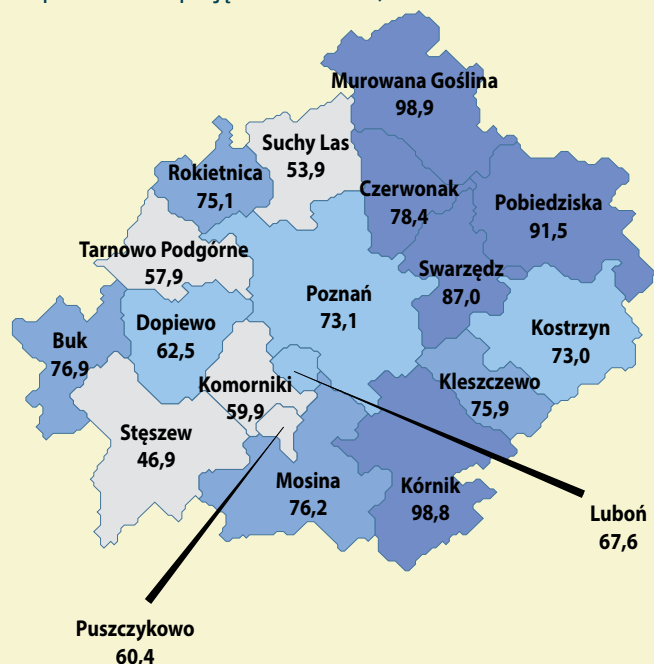 Murowana Goślina
98,9
Suchy Las
53,9
Rokietnica
75,1
Czerwonak
78,4
Pobiedziska
91,5
Tarnowo Podgórne
57,9
Swarzędz
87,0
Poznań
73,1
Kostrzyn
73,0
Buk
76,9
Dopiewo
62,5
Komorniki
59,9
Kleszczewo
75,9
Stęszew
46,9
Mosina
76,2
Kórnik
98,8
Luboń
67,6
Puszczykowo
60,4